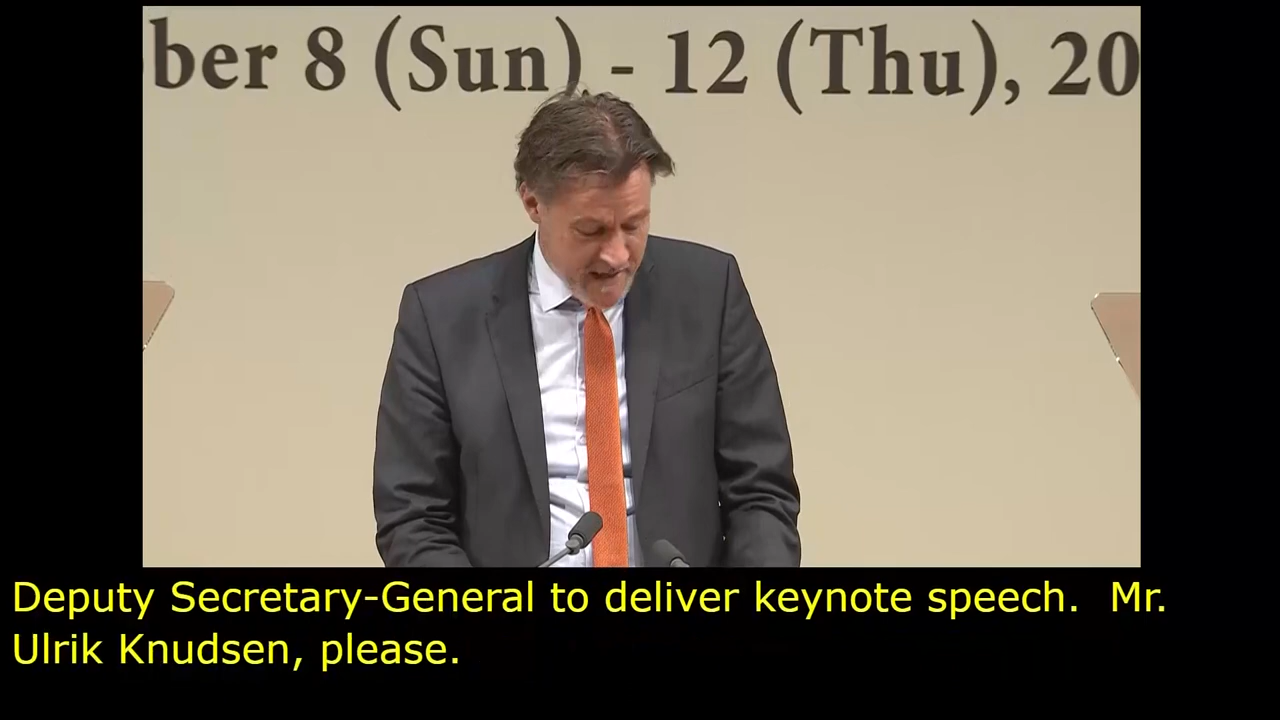 ber 8 (Sun) - 12 (Thu), 20
Deputy Secretary-General to deliver keynote speech.  Mr.
Ulrik Knudsen, please.